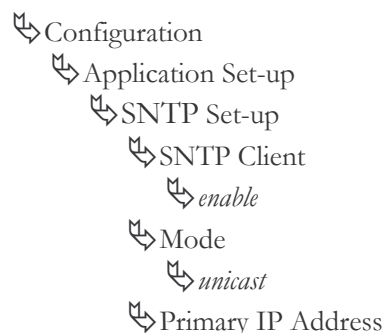 Configuration
Application Set-up
SNTP Set-up
SNTP Client
enable
Mode
unicast
Primary IP Address